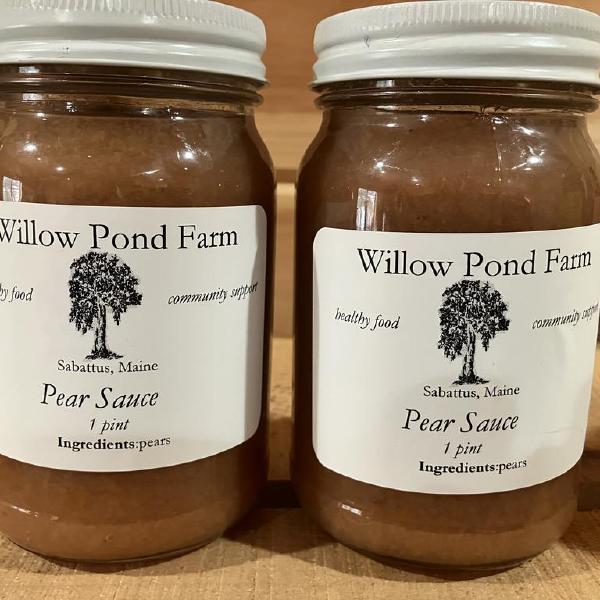 Willow Pond Farm
food
community support
Sabattus, Maine
Pear Sauce
1 pint
Ingredients:pears
Willow Pond Farm
healthy food
community support
Sabattus, Maine
Pear Sauce
1 pint
Ingredients:pears